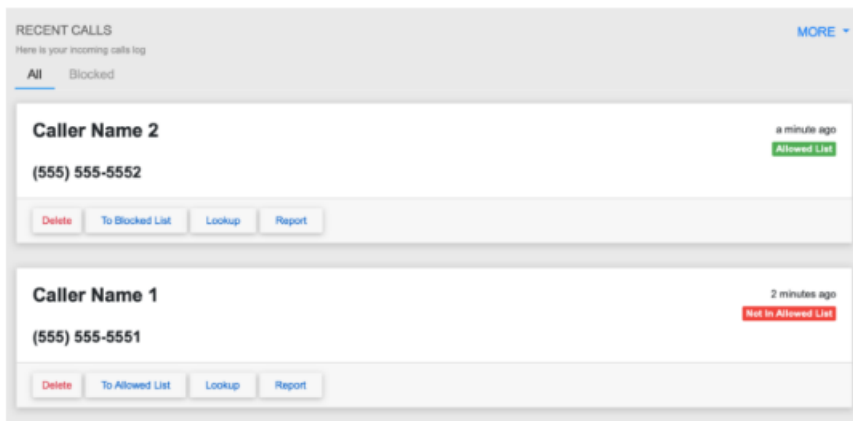 RECENT CALLS
MORE
Here is your incoming calls log
All Blocked
Caller Name 2
a minute ago
Allowed List
(555) 555-5552
Delete To Blocked List Lookup Report
Caller Name 1
2 minutes ago
Not In Allowed List
(555) 555-5551
Delete To Allowed List Lookup Report